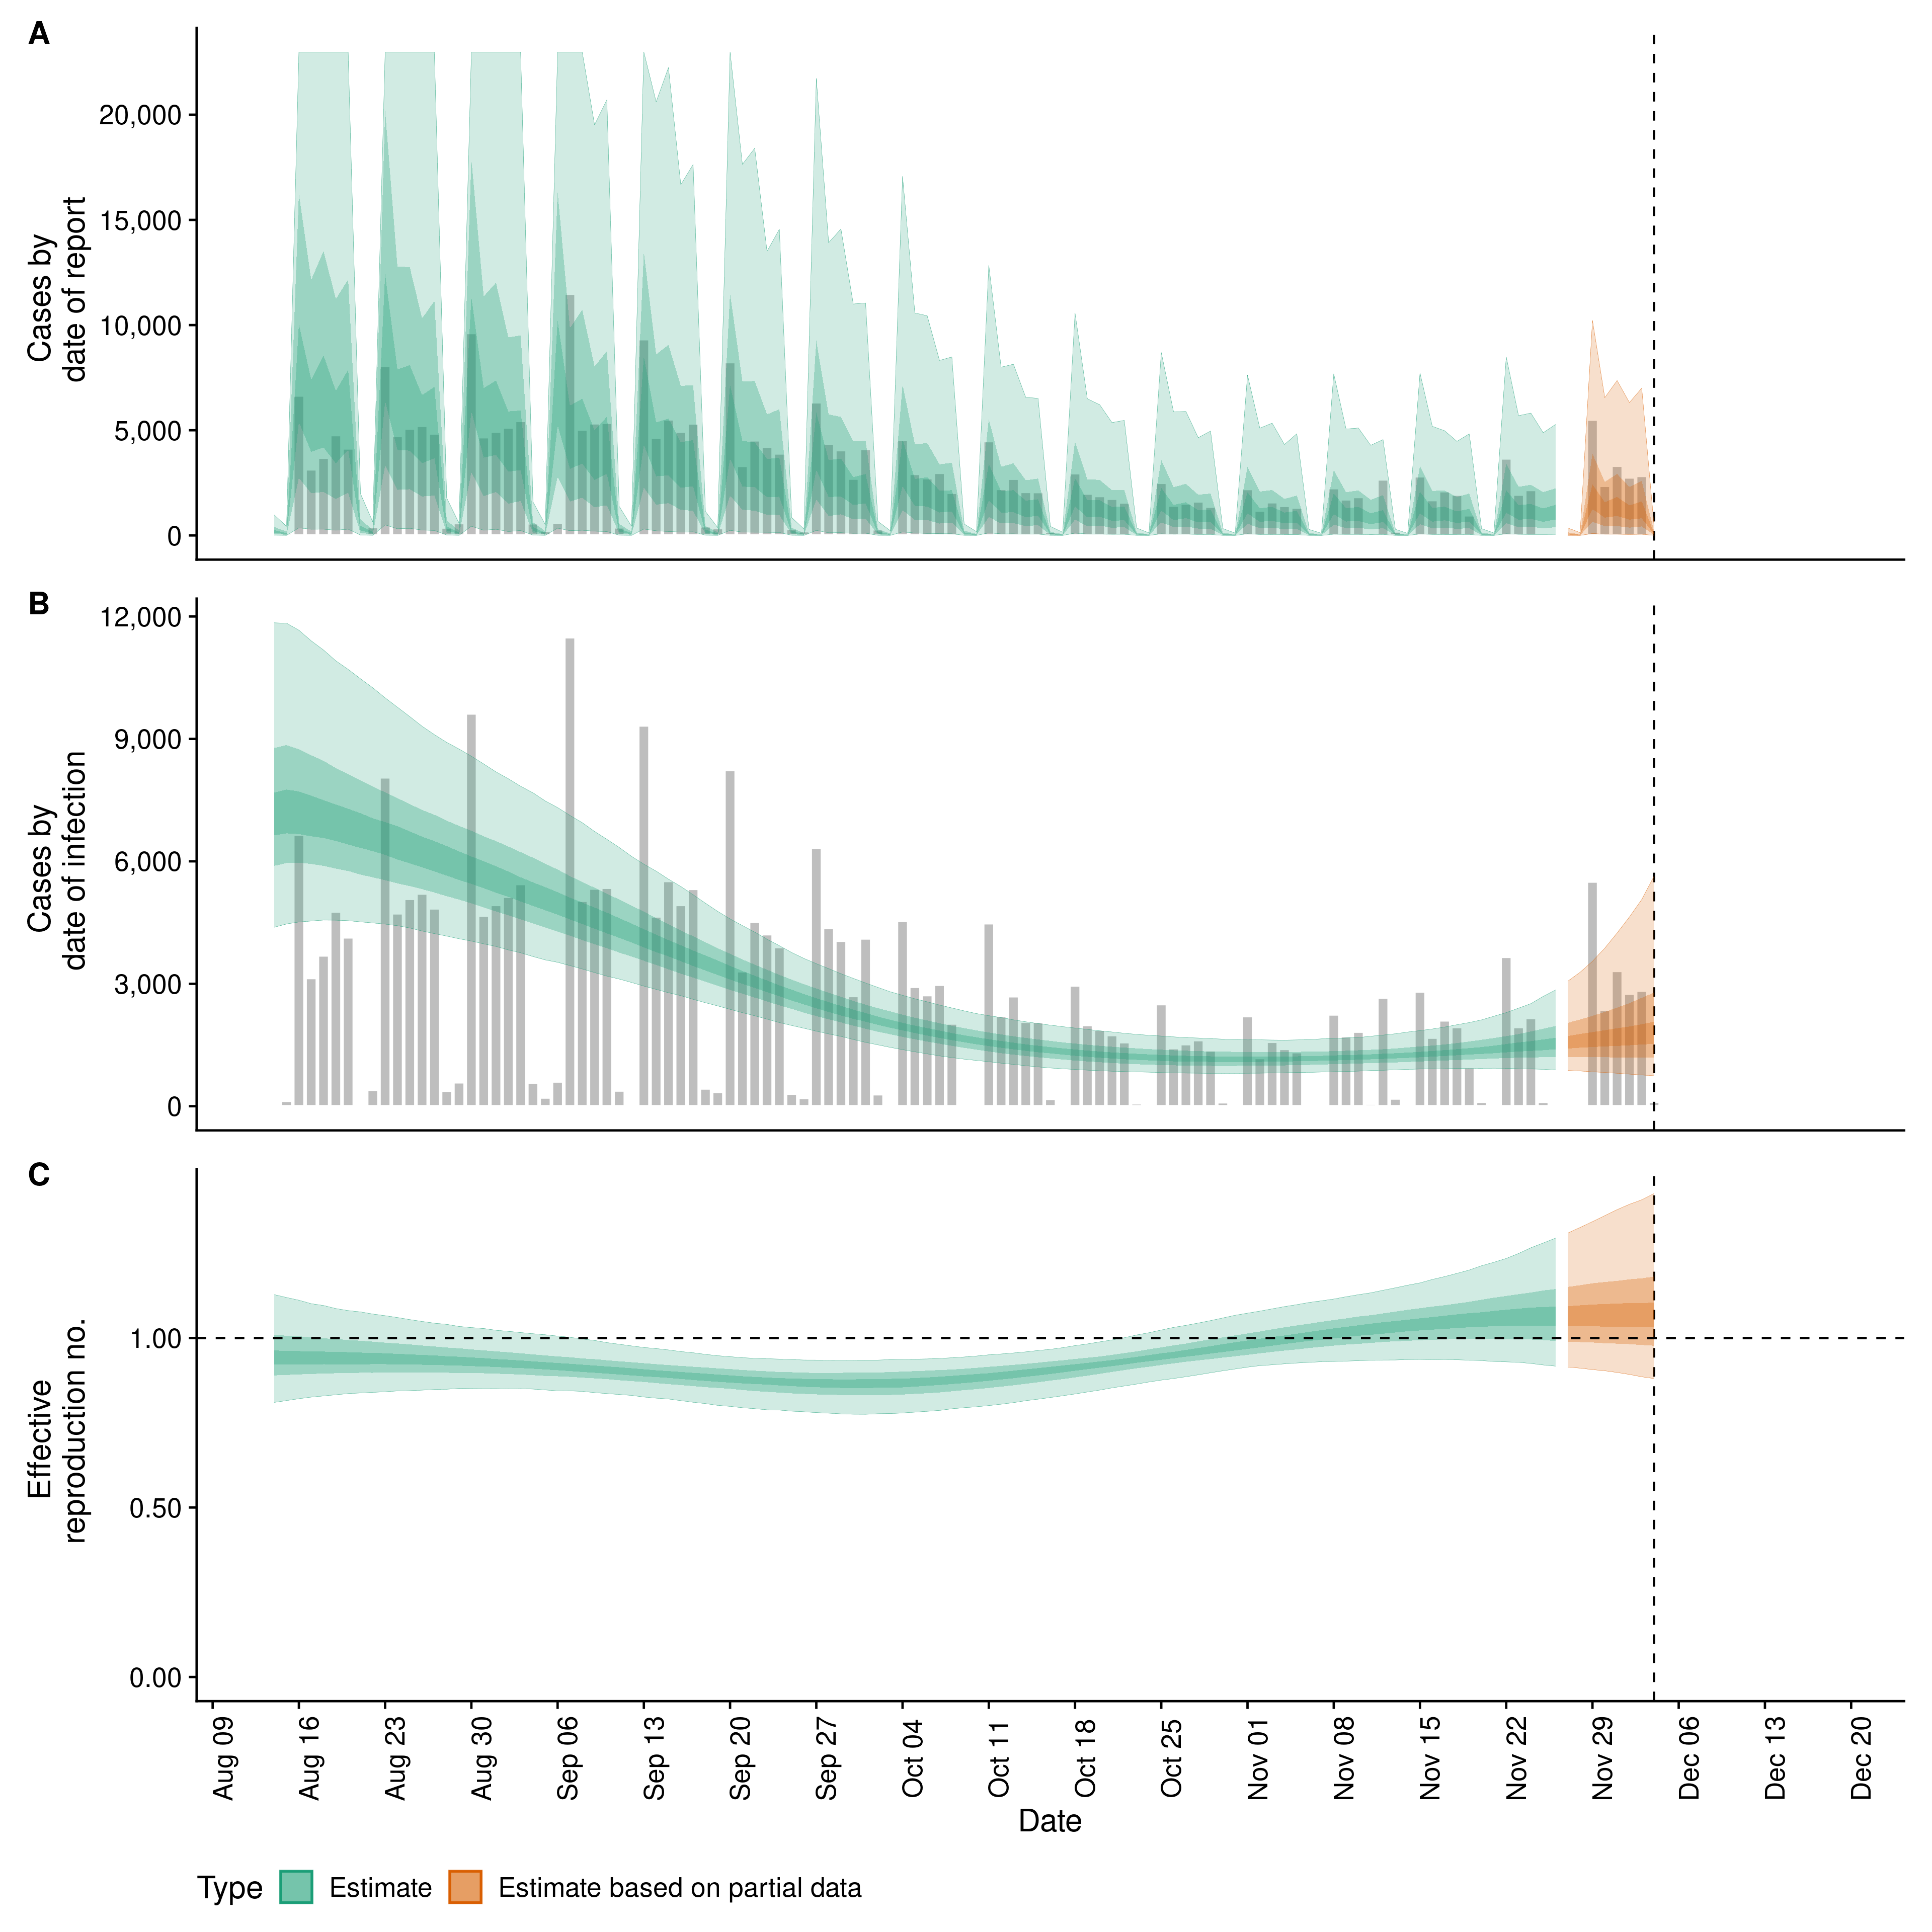 A
Cases by
date of report
20,000
15,000
10,000
5,000
0
B
Cases by
date of infection
12,000
9,000
6,000
3,000
0
C
Effective
reproduction no.
1.00
0.50
0.00
Aug 09
Aug 16
Aug 23
Aug 30
Sep 06
Sep 13
Sep 20
Sep 27
Oct 04
Oct 11
Oct 18
Oct 25
Nov 01
Nov 08
Nov 15
Nov 22
Nov 29
Dec 06
Dec 13
Dec 20
Date
Type Estimate Estimate based on partial data